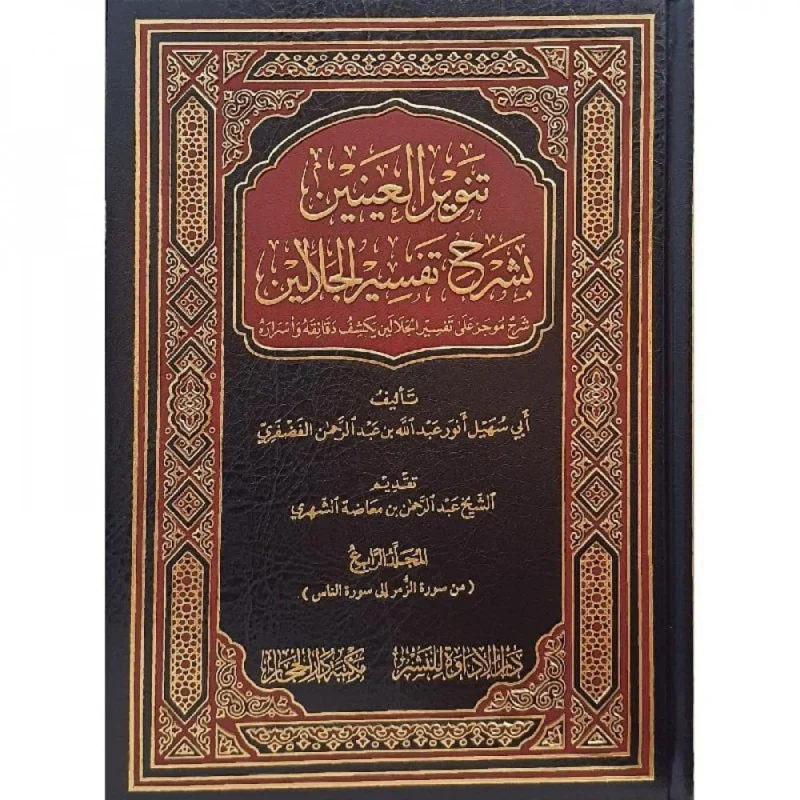 تنوير العينين
بشرح تفسير الجلالين
شرح موجز على تفسير الجلالين يكشف دقائقه وأسراره
تأليف
أبي سهيل أنور عبد الله بن عبد الرحمن الفضفري
تقديم
الشيخ عبد الرحمن بن معاضة الشهري
المجلد الرابع
(من سورة الزمر إلى سورة الناس)
دار الإداوة للنشر مكتبة دار الحجاز